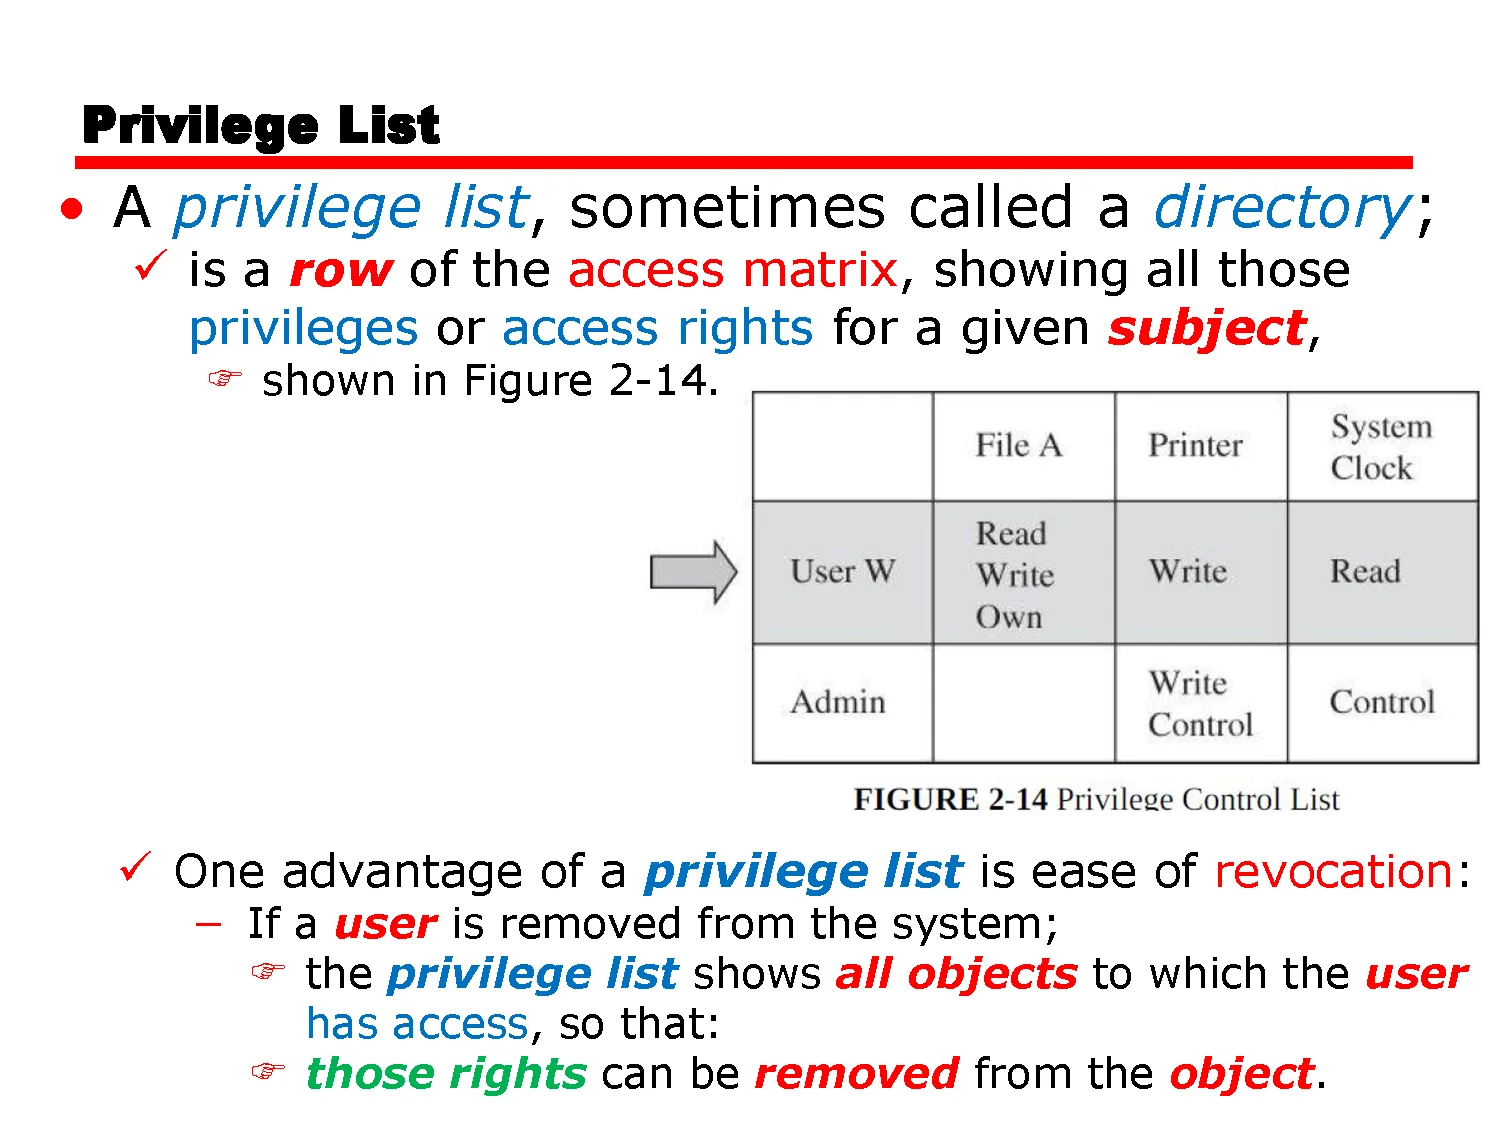 Privilege List
• A privilege list, sometimes called a directory;
✓ is a row of the access matrix, showing all those
privileges or access rights for a given subject,
☞ shown in Figure 2-14.
File A Printer System Clock
User W Read Write Own Write Read
Admin Write Control Control
FIGURE 2-14 Privilege Control List
✓ One advantage of a privilege list is ease of revocation:
– If a user is removed from the system;
☞ the privilege list shows all objects to which the user
has access, so that:
☞ those rights can be removed from the object.